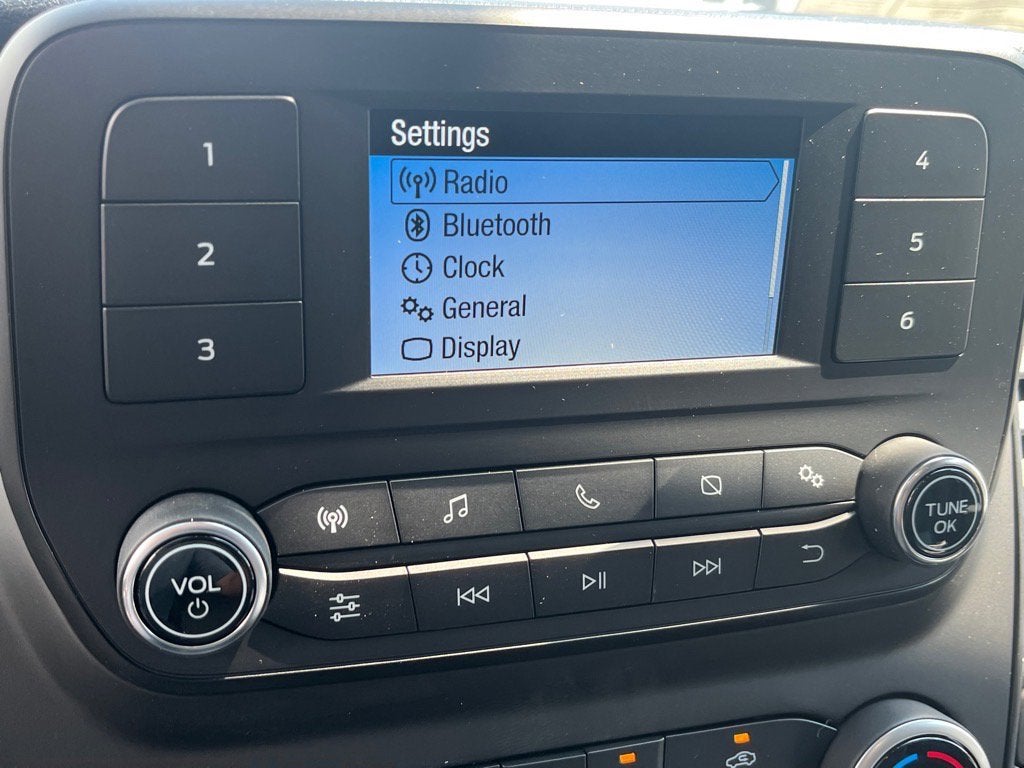 Settings
Radio
Bluetooth
Clock
General
Display
1
2
3
4
5
6
VOL
TUNE
OK